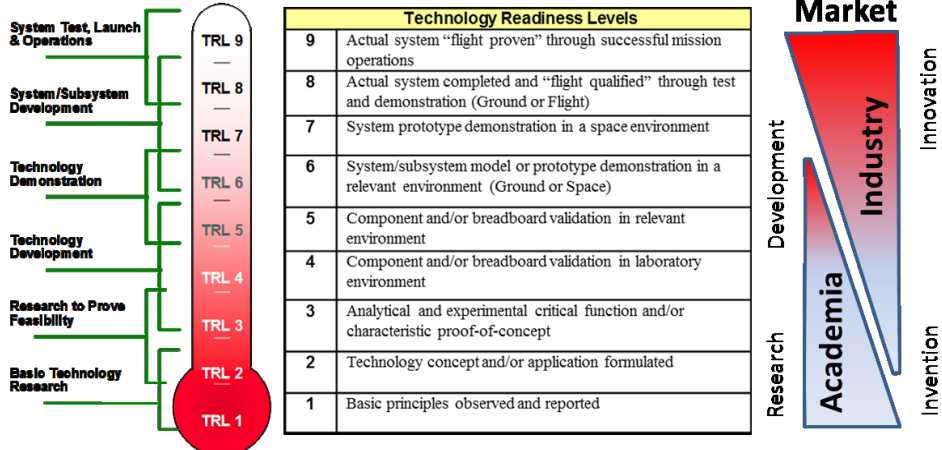 System Test, Launch
& Operations
System/Subsystem
Development
Technology
Demonstration
Technology
Development
Research to Prove
Feasibility
Basic Technology
Research
TRL 9
TRL 8
TRL 7
TRL 6
TRL 5
TRL 4
TRL 3
TRL 2
TRL 1
Technology Readiness Levels
9 Actual system “flight proven” through successful mission
operations
8 Actual system completed and “flight qualified” through test
and demonstration (Ground or Flight)
7 System prototype demonstration in a space environment
6 System/subsystem model or prototype demonstration in a
relevant environment (Ground or Space)
5 Component and/or breadboard validation in relevant
environment
4 Component and/or breadboard validation in laboratory
environment
3 Analytical and experimental critical function and/or
characteristic proof-of-concept
2 Technology concept and/or application formulated
1 Basic principles observed and reported
Market
Development
Research
Industry
Academia
Innovation
Invention